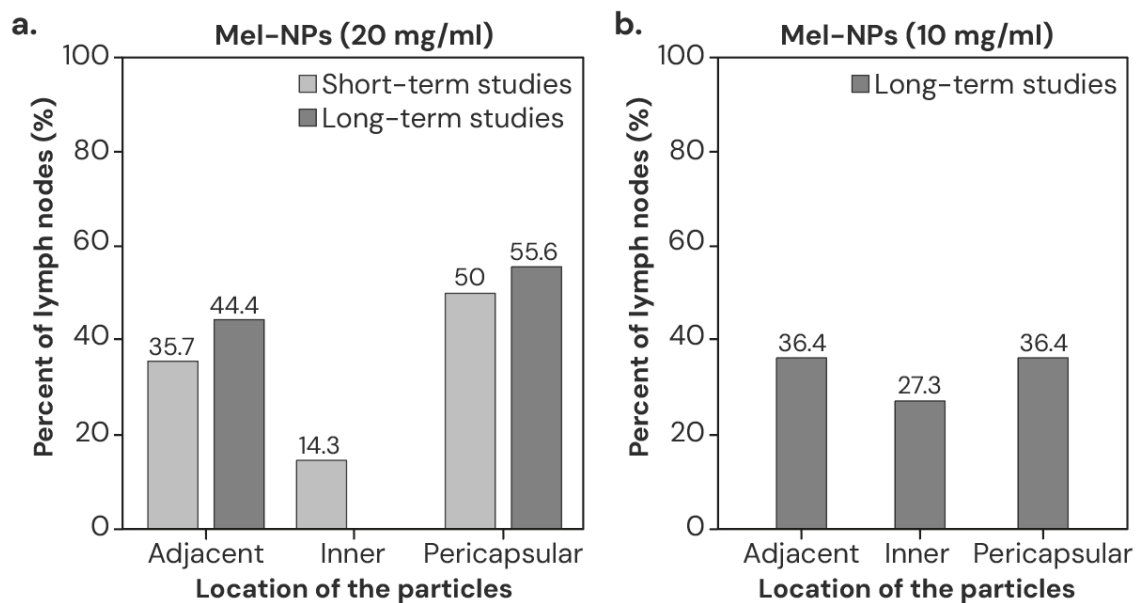 a.
Mel-NPs (20 mg/ml)
Short-term studies
Long-term studies
Percent of lymph nodes (%)
100
80
60
40
20
0
35.7
44.4
14.3
50
55.6
Adjacent
Inner
Pericapsular
Location of the particles
b.
Mel-NPs (10 mg/ml)
Long-term studies
Percent of lymph nodes (%)
100
80
60
40
20
0
36.4
27.3
36.4
Adjacent
Inner
Pericapsular
Location of the particles